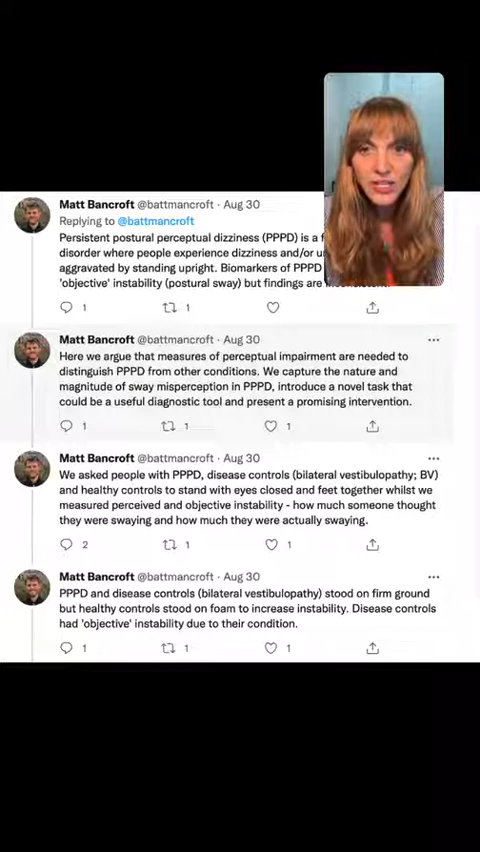 Matt Bancroft @battmancroft · Aug 30
Replying to @battmancroft
Persistent postural perceptual dizziness (PPPD) is a
disorder where people experience dizziness and/or
aggravated by standing upright. Biomarkers of PPPD
'objective' instability (postural sway) but findings are
1
1
Matt Bancroft @battmancroft · Aug 30
Here we argue that measures of perceptual impairment are needed to
distinguish PPPD from other conditions. We capture the nature and
magnitude of sway misperception in PPPD, introduce a novel task that
could be a useful diagnostic tool and present a promising intervention.
1
1
1
Matt Bancroft @battmancroft · Aug 30
We asked people with PPPD, disease controls (bilateral vestibulopathy; BV)
and healthy controls to stand with eyes closed and feet together whilst we
measured perceived and objective instability - how much someone thought
they were swaying and how much they were actually swaying.
2
1
1
Matt Bancroft @battmancroft · Aug 30
PPPD and disease controls (bilateral vestibulopathy) stood on firm ground
but healthy controls stood on foam to increase instability. Disease controls
had 'objective' instability due to their condition.
1
1
1